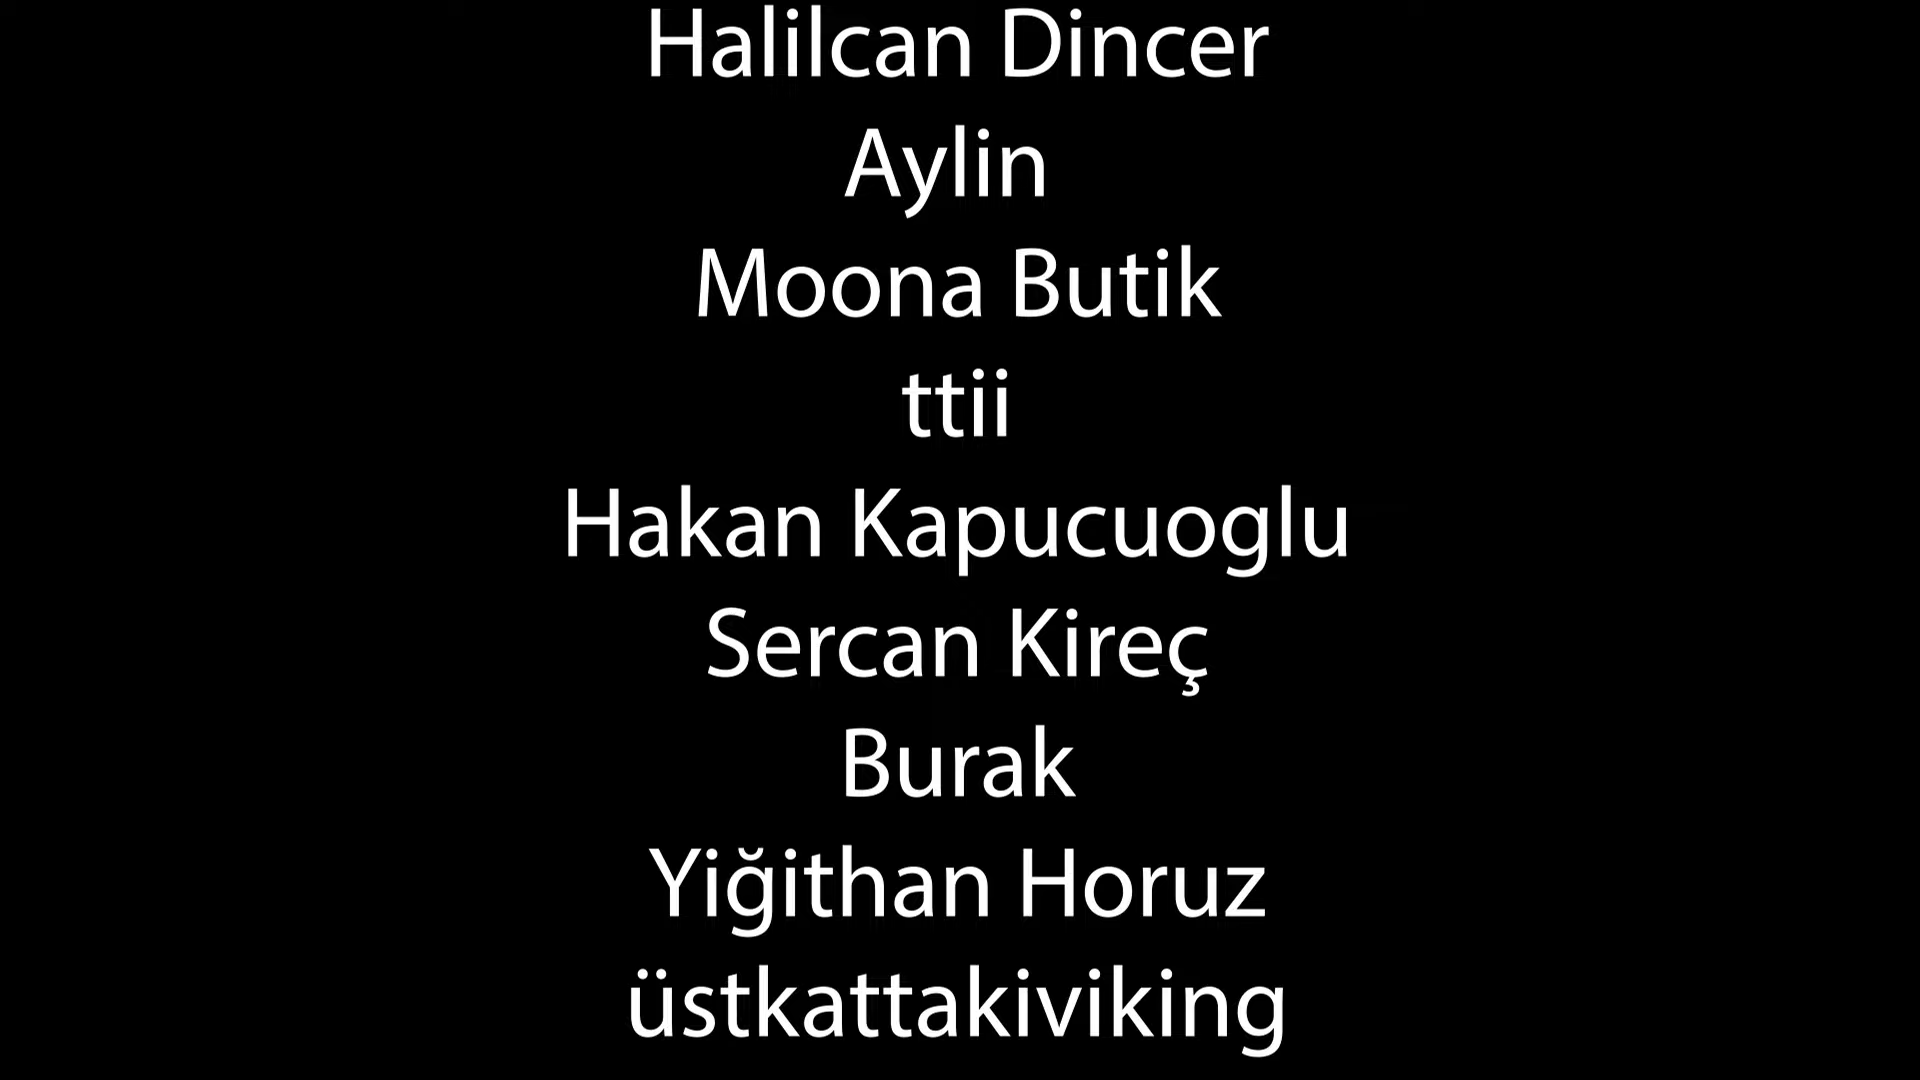 Halilcan Dincer
Aylin
Moona Butik
ttii
Hakan Kapucuoglu
Sercan Kireç
Burak
Yiğithan Horuz
üstkattakiviking